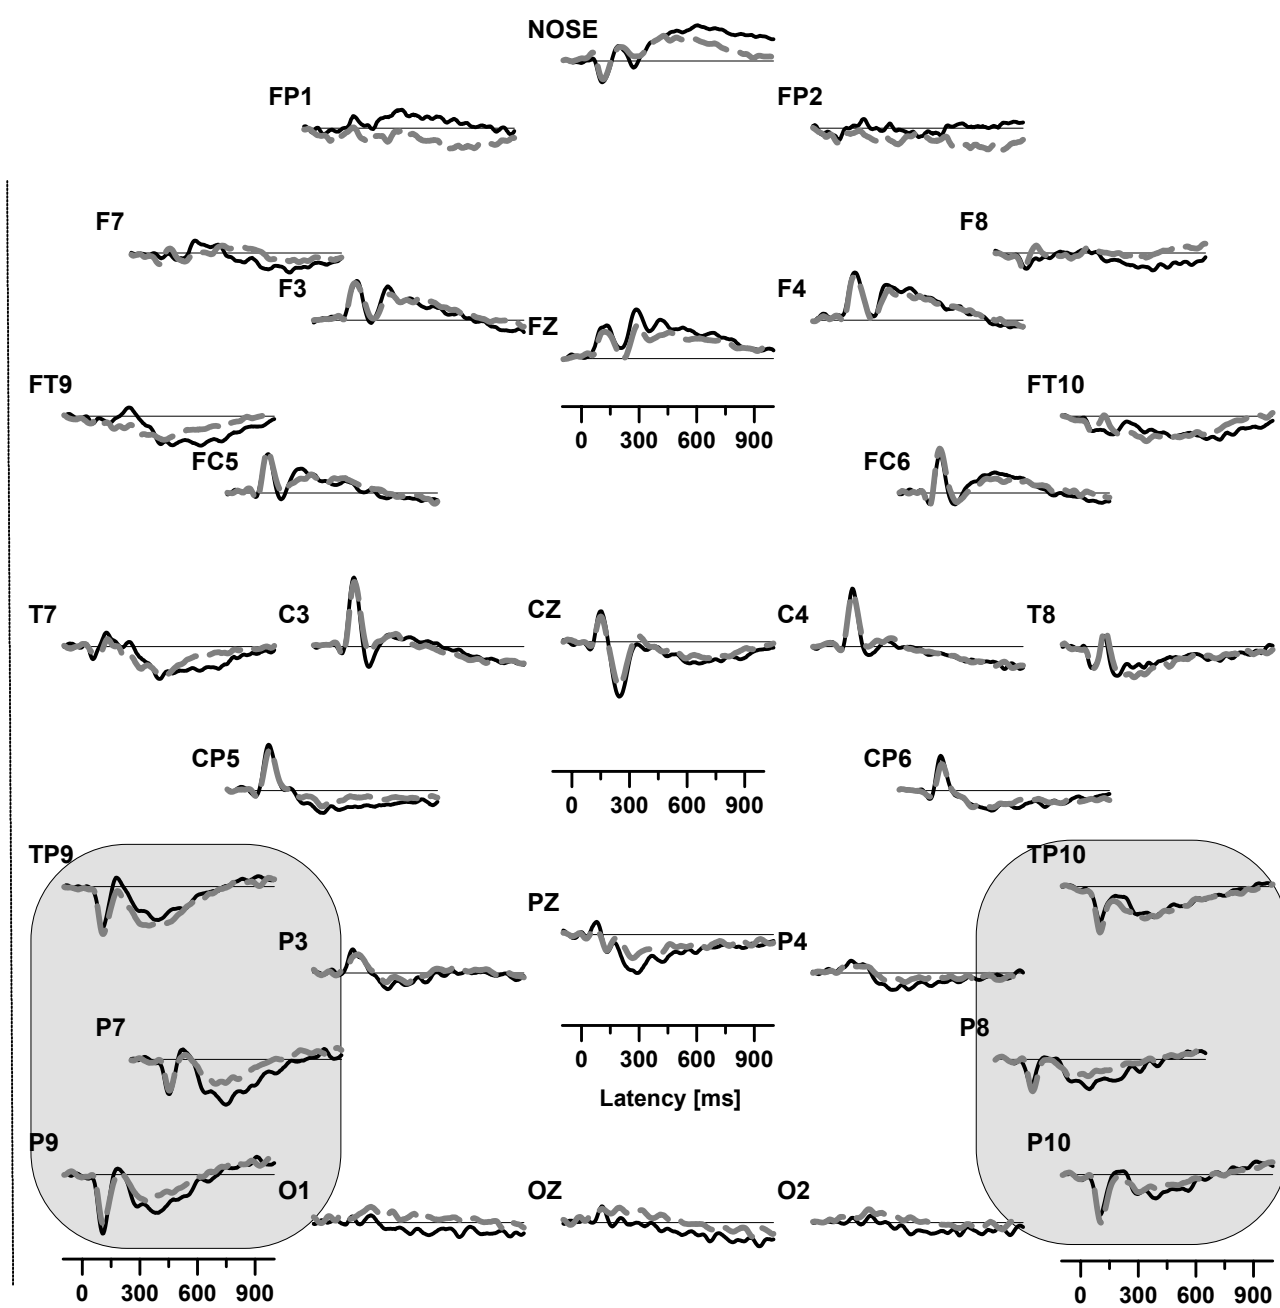 NOSE
FP1 FP2
F7 F8
F3 F4
FZ
FT9 FT10
0 300 600 900
FC5 FC6
T7 C3 CZ C4 T8
CP5 CP6
0 300 600 900
TP9 TP10
PZ
P3 P4
P7 P8
0 300 600 900
Latency [ms]
P9 P10
O1 OZ O2
0 300 600 900 0 300 600 900